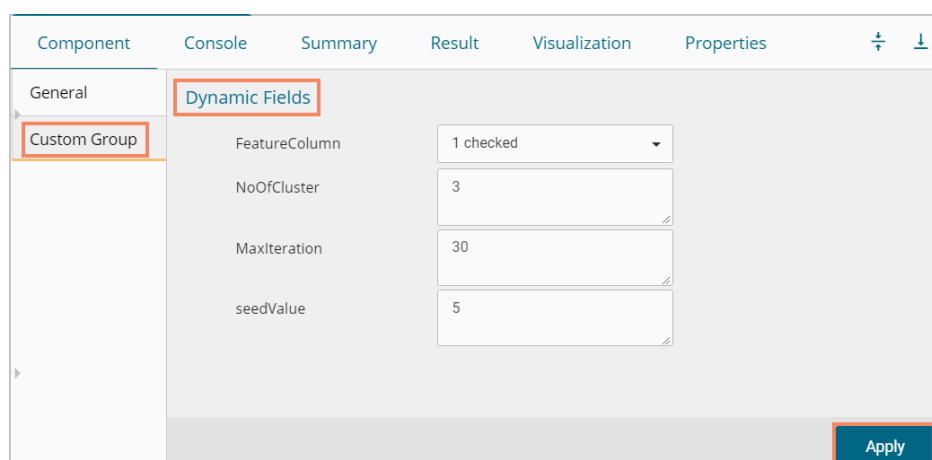 Component Console Summary Result Visualization Properties
General
Dynamic Fields
Custom Group
FeatureColumn 1 checked
NoOfCluster 3
MaxIteration 30
seedValue 5
Apply